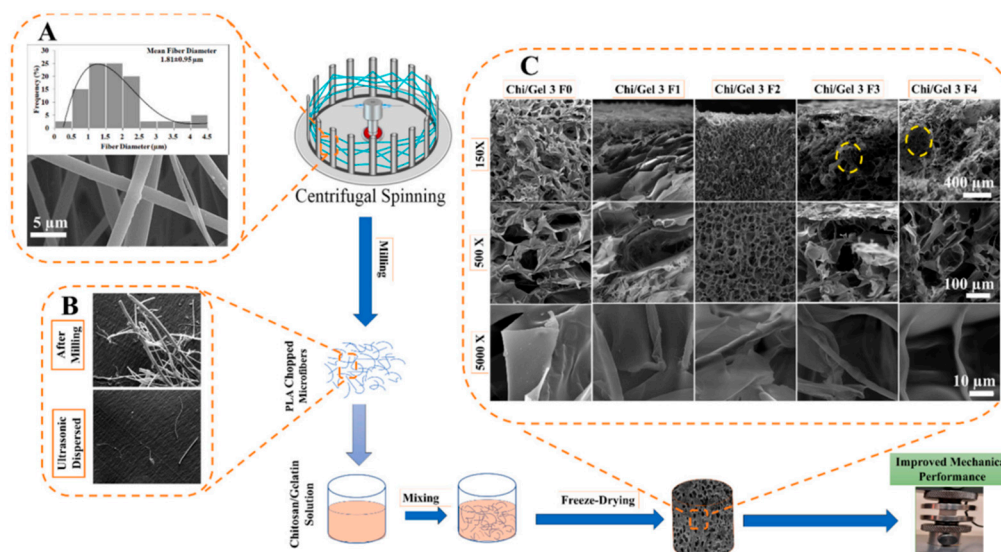 A
Mean Fiber Diameter
1.81±0.95 µm
Frequency (%)
30
25
20
15
10
5
0
0 0.5 1 1.5 2 2.5 3 3.5 4 4.5
Fiber Diameter (µm)
5 µm
Centrifugal Spinning
Milling
B
After Milling
Ultrasonic Dispersed
PLA Chopped Microfibers
Chitosan/Gelatin Solution
Mixing
Freeze-Drying
C
Chi/Gel 3 F0 Chi/Gel 3 F1 Chi/Gel 3 F2 Chi/Gel 3 F3 Chi/Gel 3 F4
150X
400 µm
500 X
100 µm
5000 X
10 µm
Improved Mechanical
Performance